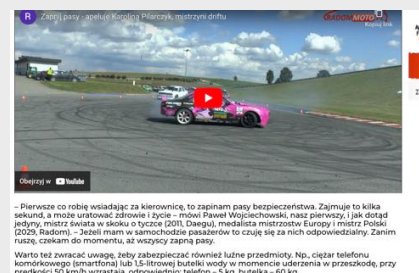 R Zapnij pasy - apeluje Karolina Pilarczyk, mistrzyni driftu
MOTO
Kopiuj link
Obejrzyj w YouTube
– Pierwsze co robię wsiadając za kierownicę, to zapinam pasy bezpieczeństwa. Zajmuje to kilka
sekund, a może uratować zdrowie i życie – mówi Paweł Wojciechowski, nasz pierwszy, i jak dotąd
jedyny, mistrz świata w skoku o tyczce (2011, Daegu), medalista mistrzostw Europy i mistrz Polski
(2029, Radom). – Jeżeli mam w samochodzie pasażerów to czuję się za nich odpowiedzialny. Zanim
ruszę, czekam do momentu, aż wszyscy zapną pasy.
Warto też zwracać uwagę, żeby zabezpieczać również luźne przedmioty. Np., ciężar telefonu
komórkowego (smartfona) lub 1,5-litrowej butelki wody w momencie uderzenia w przeszkodę, przy
prędkości 50 km/h wzrastają, odpowiednio: telefon – 5 kg, butelka – 60 kg.